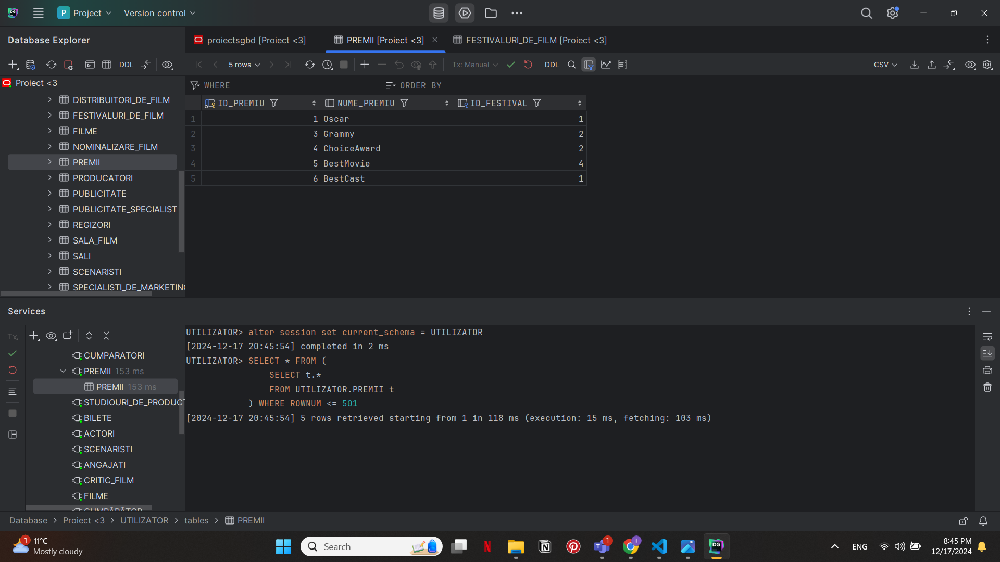 P Project Version control
Database Explorer
proiectsgbd [Proiect <3]
PREMII [Proiect <3]
FESTIVALURI_DE_FILM [Proiect <3]
DDL
5 rows
Tx: Manual
DDL
CSV
Proiect <3
DISTRIBUITORI_DE_FILM
FESTIVALURI_DE_FILM
FILME
NOMINALIZARE_FILM
PREMII
PRODUCATORI
PUBLICITATE
PUBLICITATE_SPECIALIST
REGIZORI
SALA_FILM
SALI
SCENARISTI
SPECIALISTI_DE_MARKETING
WHERE ORDER BY
ID_PREMIU NUME_PREMIU ID_FESTIVAL
1 1 Oscar 1
2 3 Grammy 2
3 4 ChoiceAward 2
4 5 BestMovie 4
5 6 BestCast 1
Services
Tx
CUMPARATORI
PREMII 153 ms
PREMII 153 ms
STUDIOURI_DE_PRODUCT
BILETE
ACTORI
SCENARISTI
ANGAJATI
CRITIC_FILM
FILME
CUMPĂRĂTOR
UTILIZATOR> alter session set current_schema = UTILIZATOR
[2024-12-17 20:45:54] completed in 2 ms
UTILIZATOR> SELECT * FROM (
SELECT t.*
FROM UTILIZATOR.PREMII t
) WHERE ROWNUM <= 501
[2024-12-17 20:45:54] 5 rows retrieved starting from 1 in 118 ms (execution: 15 ms, fetching: 103 ms)
Database > Proiect <3 > UTILIZATOR > tables > PREMII
1
11°C
Mostly cloudy
Search
N
N
T
1
I
DG
ENG
8:45 PM
12/17/2024